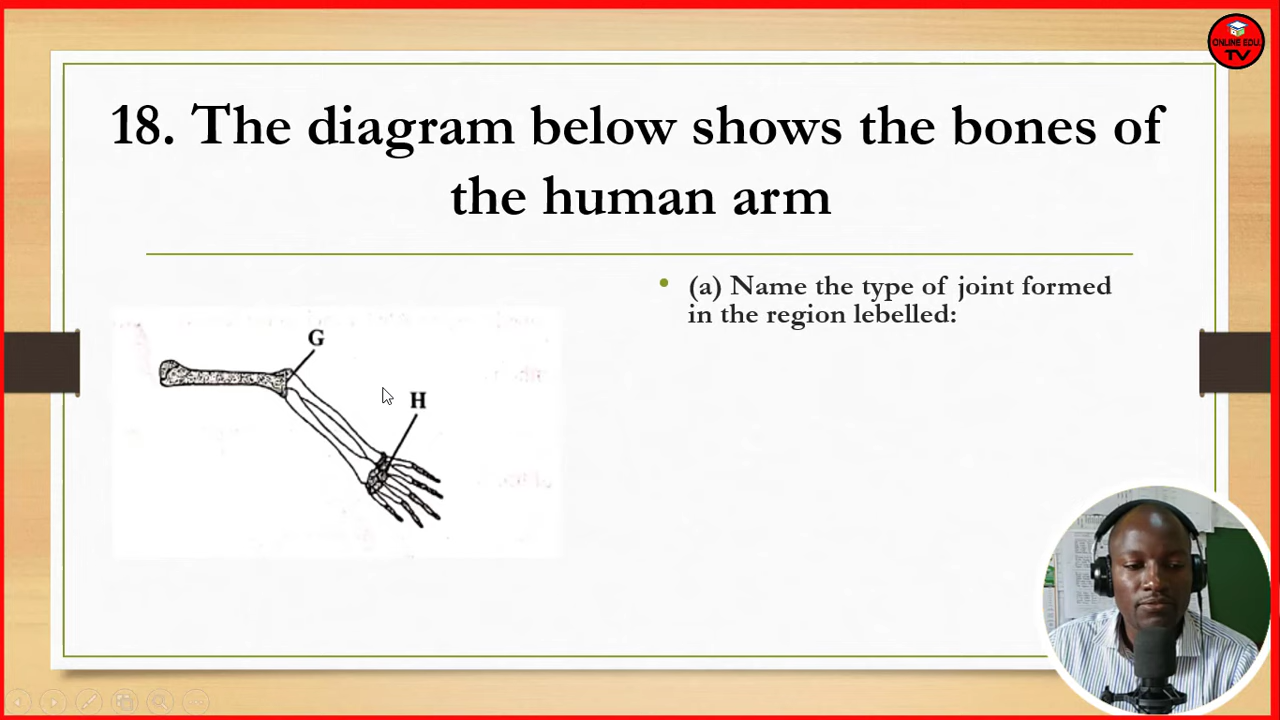 ONLINE EDU.
TV
18. The diagram below shows the bones of
the human arm
• (a) Name the type of joint formed
in the region lebelled:
G
H